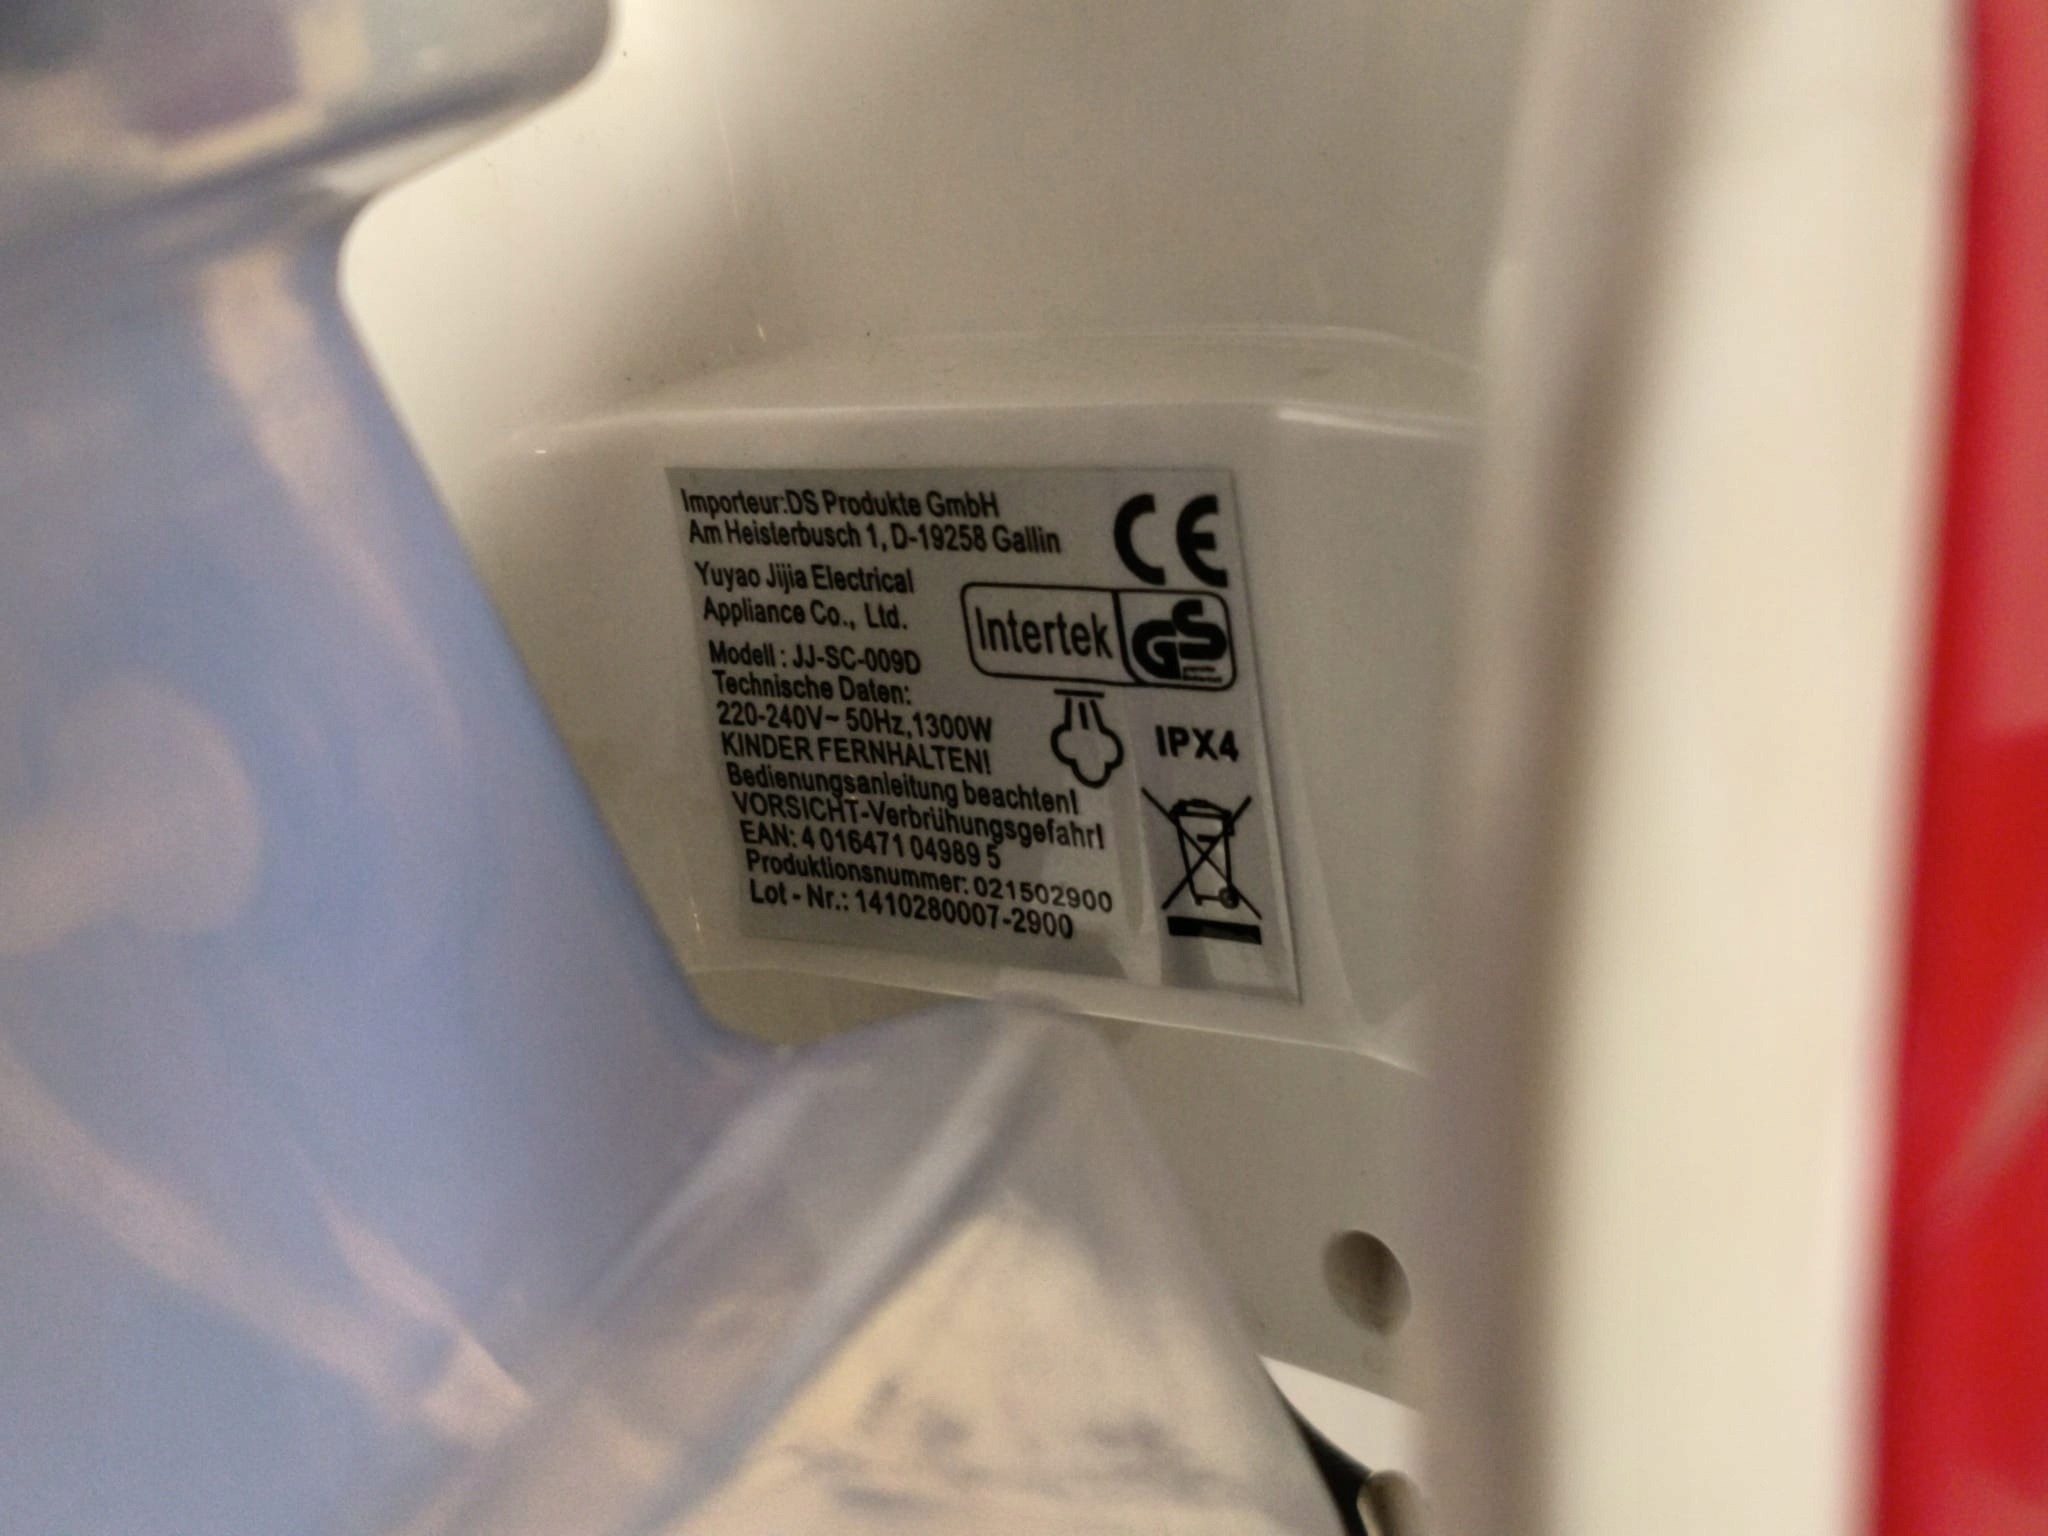 Importeur:DS Produkte GmbH
Am Heisterbusch 1, D-19258 Gallin
CE
Yuyao Jijia Electrical
Appliance Co., Ltd.
Intertek
GS
Modell : JJ-SC-009D
Technische Daten:
220-240V~ 50Hz,1300W
IPX4
KINDER FERNHALTEN!
Bedienungsanleitung beachten!
VORSICHT-Verbrühungsgefahr!
EAN: 4 016471 04989 5
Produktionsnummer: 021502900
Lot - Nr.: 1410280007-2900